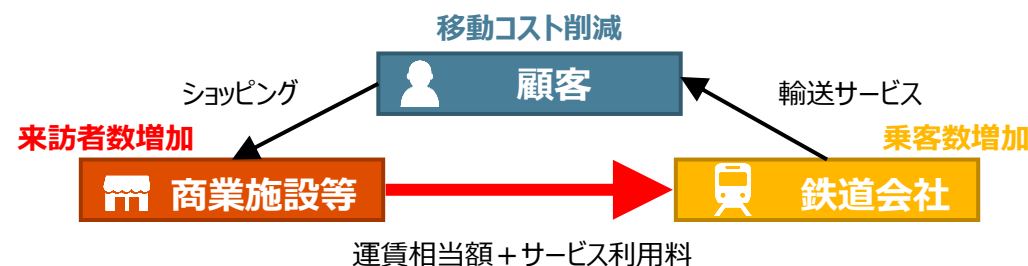 移動コスト削減
顧客
ショッピング
輸送サービス
来訪者数増加
乗客数増加
商業施設等
鉄道会社
運賃相当額+サービス利用料